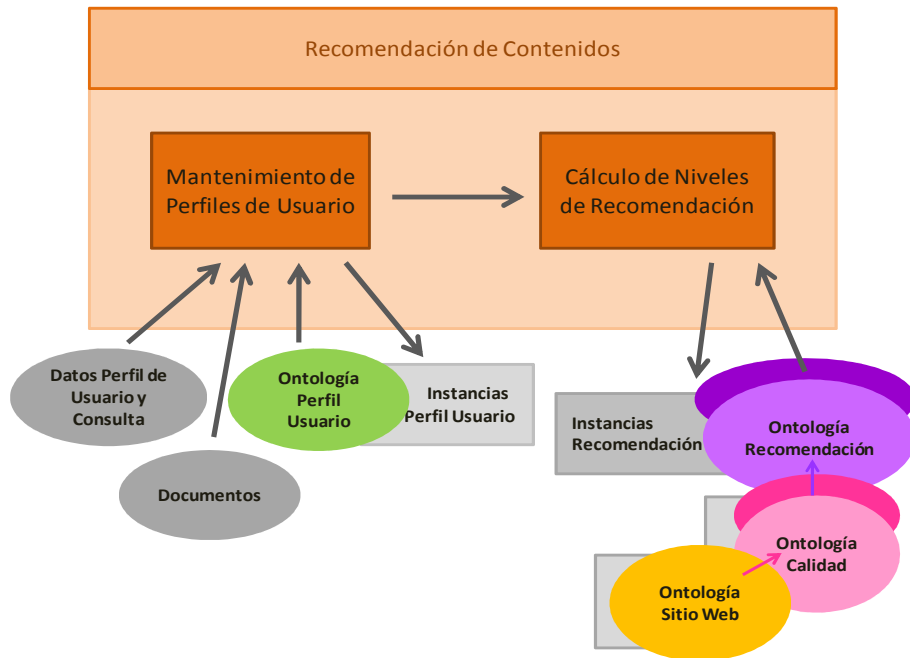 Recomendación de Contenidos
Mantenimiento de
Perfiles de Usuario
Cálculo de Niveles
de Recomendación
Datos Perfil de
Usuario y
Consulta
Ontología
Perfil
Usuario
Instancias
Perfil Usuario
Documentos
Instancias
Recomendación
Ontología
Recomendación
Ontología
Calidad
Ontología
Sitio Web